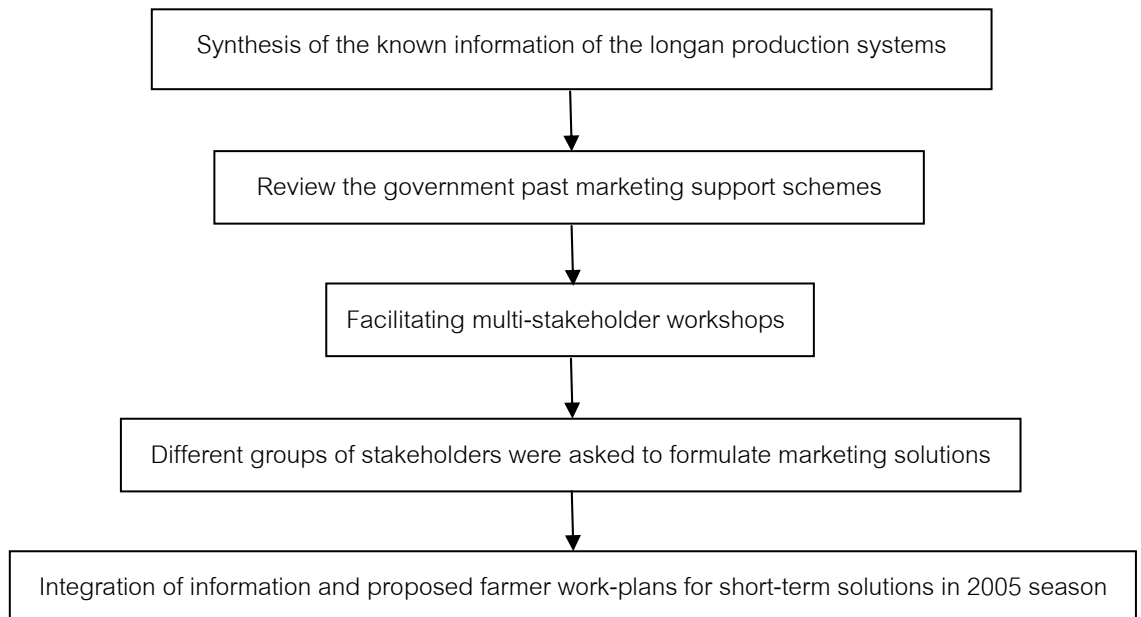 Synthesis of the known information of the longan production systems
Review the government past marketing support schemes
Facilitating multi-stakeholder workshops
Different groups of stakeholders were asked to formulate marketing solutions
Integration of information and proposed farmer work-plans for short-term solutions in 2005 season